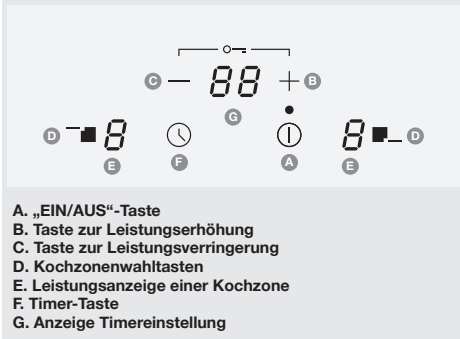 C — 88 + B
G
D 8 8 D
E F A E
A. „EIN/AUS“-Taste
B. Taste zur Leistungserhöhung
C. Taste zur Leistungsverringerung
D. Kochzonenwahltasten
E. Leistungsanzeige einer Kochzone
F. Timer-Taste
G. Anzeige Timereinstellung